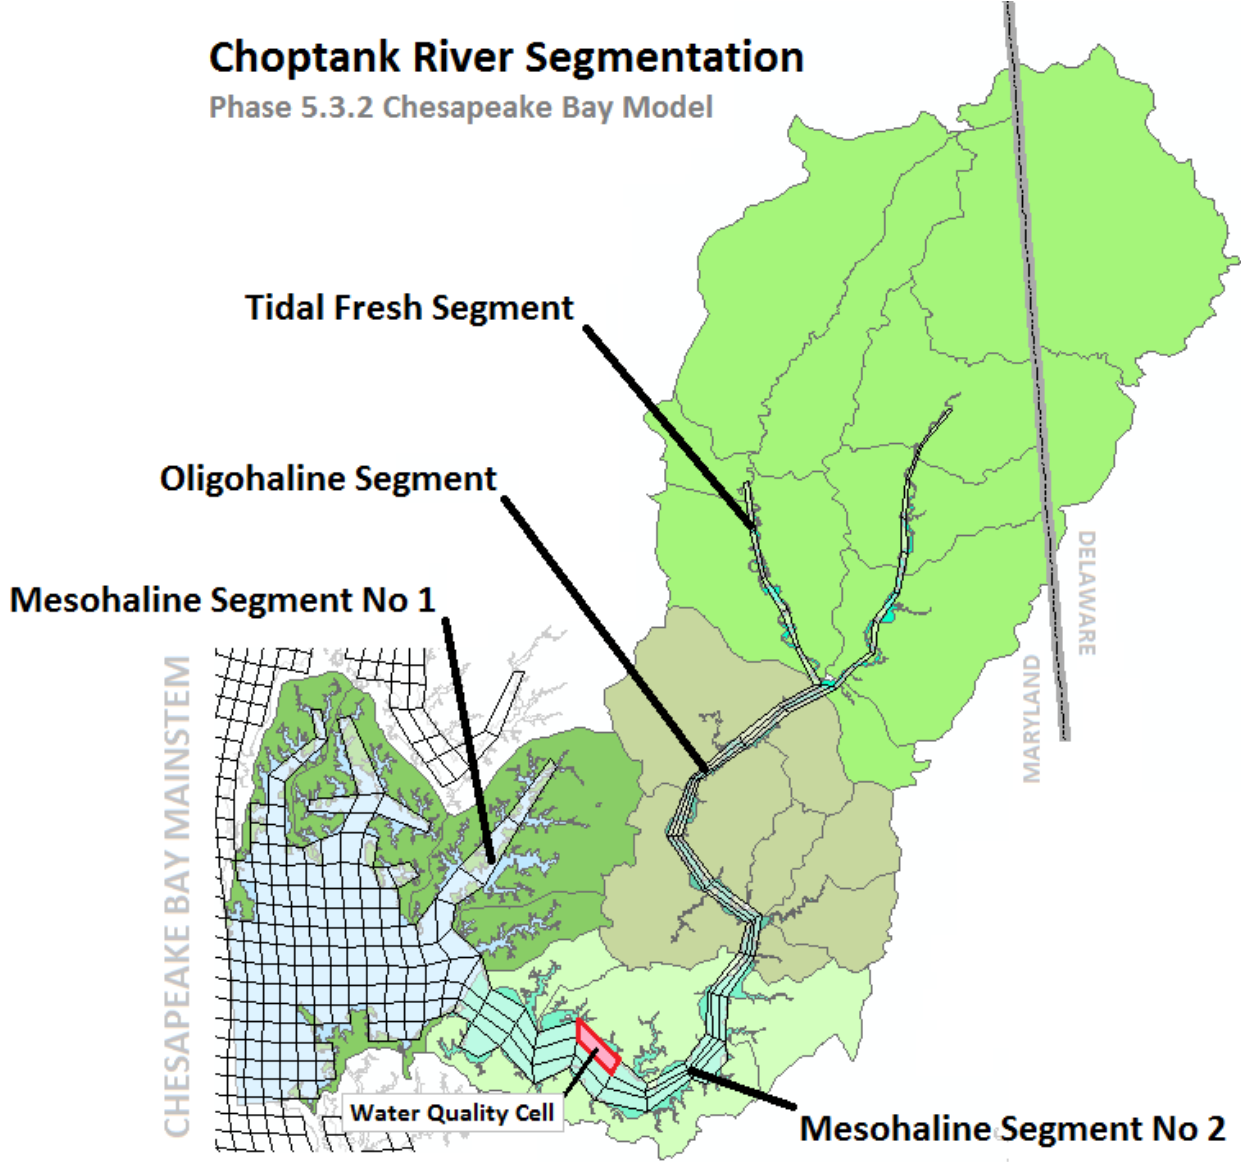 Choptank River Segmentation
Phase 5.3.2 Chesapeake Bay Model
Tidal Fresh Segment
Oligohaline Segment
Mesohaline Segment No 1
DELAWARE
MARYLAND
CHESAPEAKE BAY MAINSTEM
Water Quality Cell
Mesohaline Segment No 2